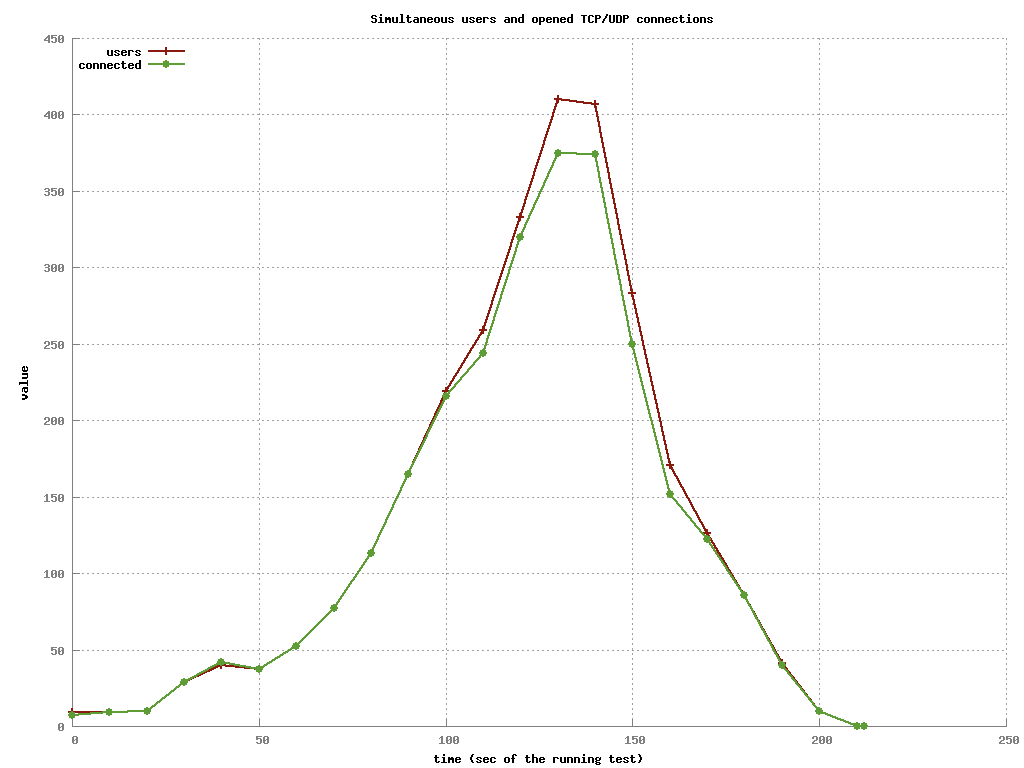 Simultaneous users and opened TCP/UDP connections
450
users
connected
400
350
300
250
value
200
150
100
50
0
0 50 100 150 200 250
time (sec of the running test)